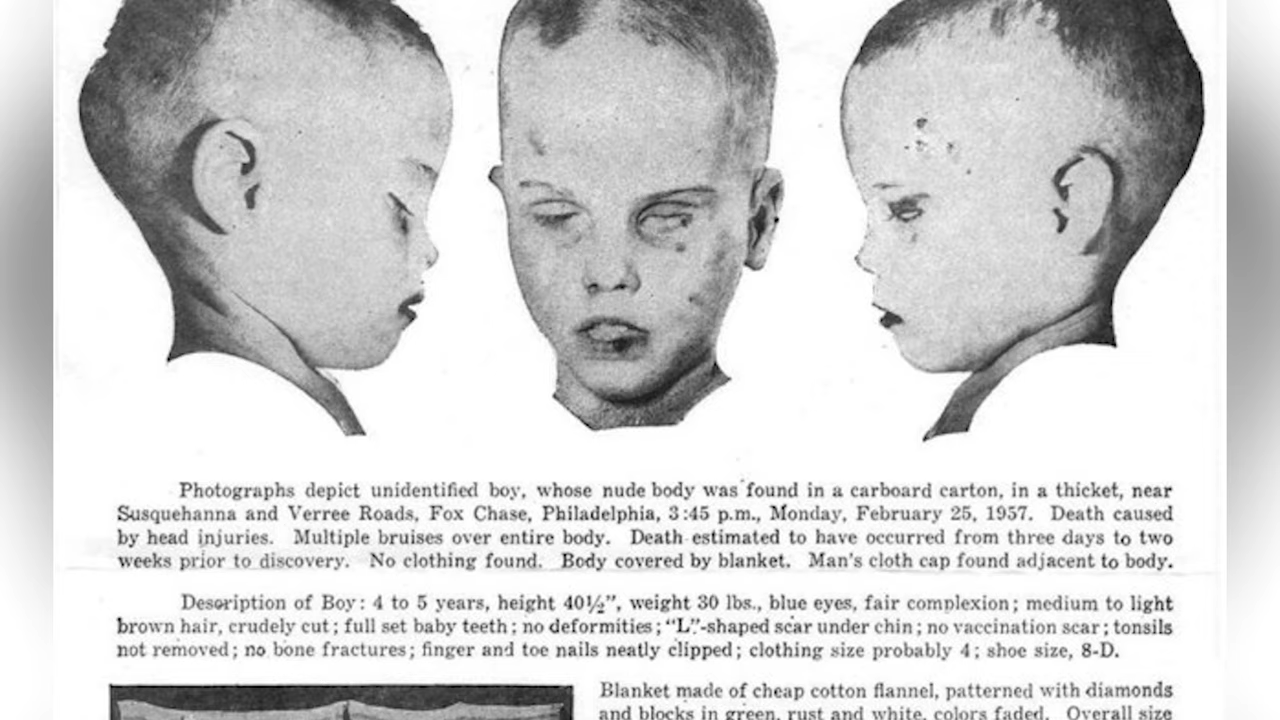 Photographs depict unidentified boy, whose nude body was found in a carboard carton, in a thicket, near
Susquehanna and Verree Roads, Fox Chase, Philadelphia, 3:45 p.m., Monday, February 25, 1957. Death caused
by head injuries. Multiple bruises over entire body. Death estimated to have occurred from three days to two
weeks prior to discovery. No clothing found. Body covered by blanket. Man's cloth cap found adjacent to body.
Description of Boy: 4 to 5 years, height 40½", weight 30 lbs., blue eyes, fair complexion; medium to light
brown hair, crudely cut; full set baby teeth; no deformities; "L"-shaped scar under chin; no vaccination scar; tonsils
not removed; no bone fractures; finger and toe nails neatly clipped; clothing size probably 4; shoe size, 8-D.
Blanket made of cheap cotton flannel, patterned with diamonds
and blocks in green, rust and white, colors faded. Overall size